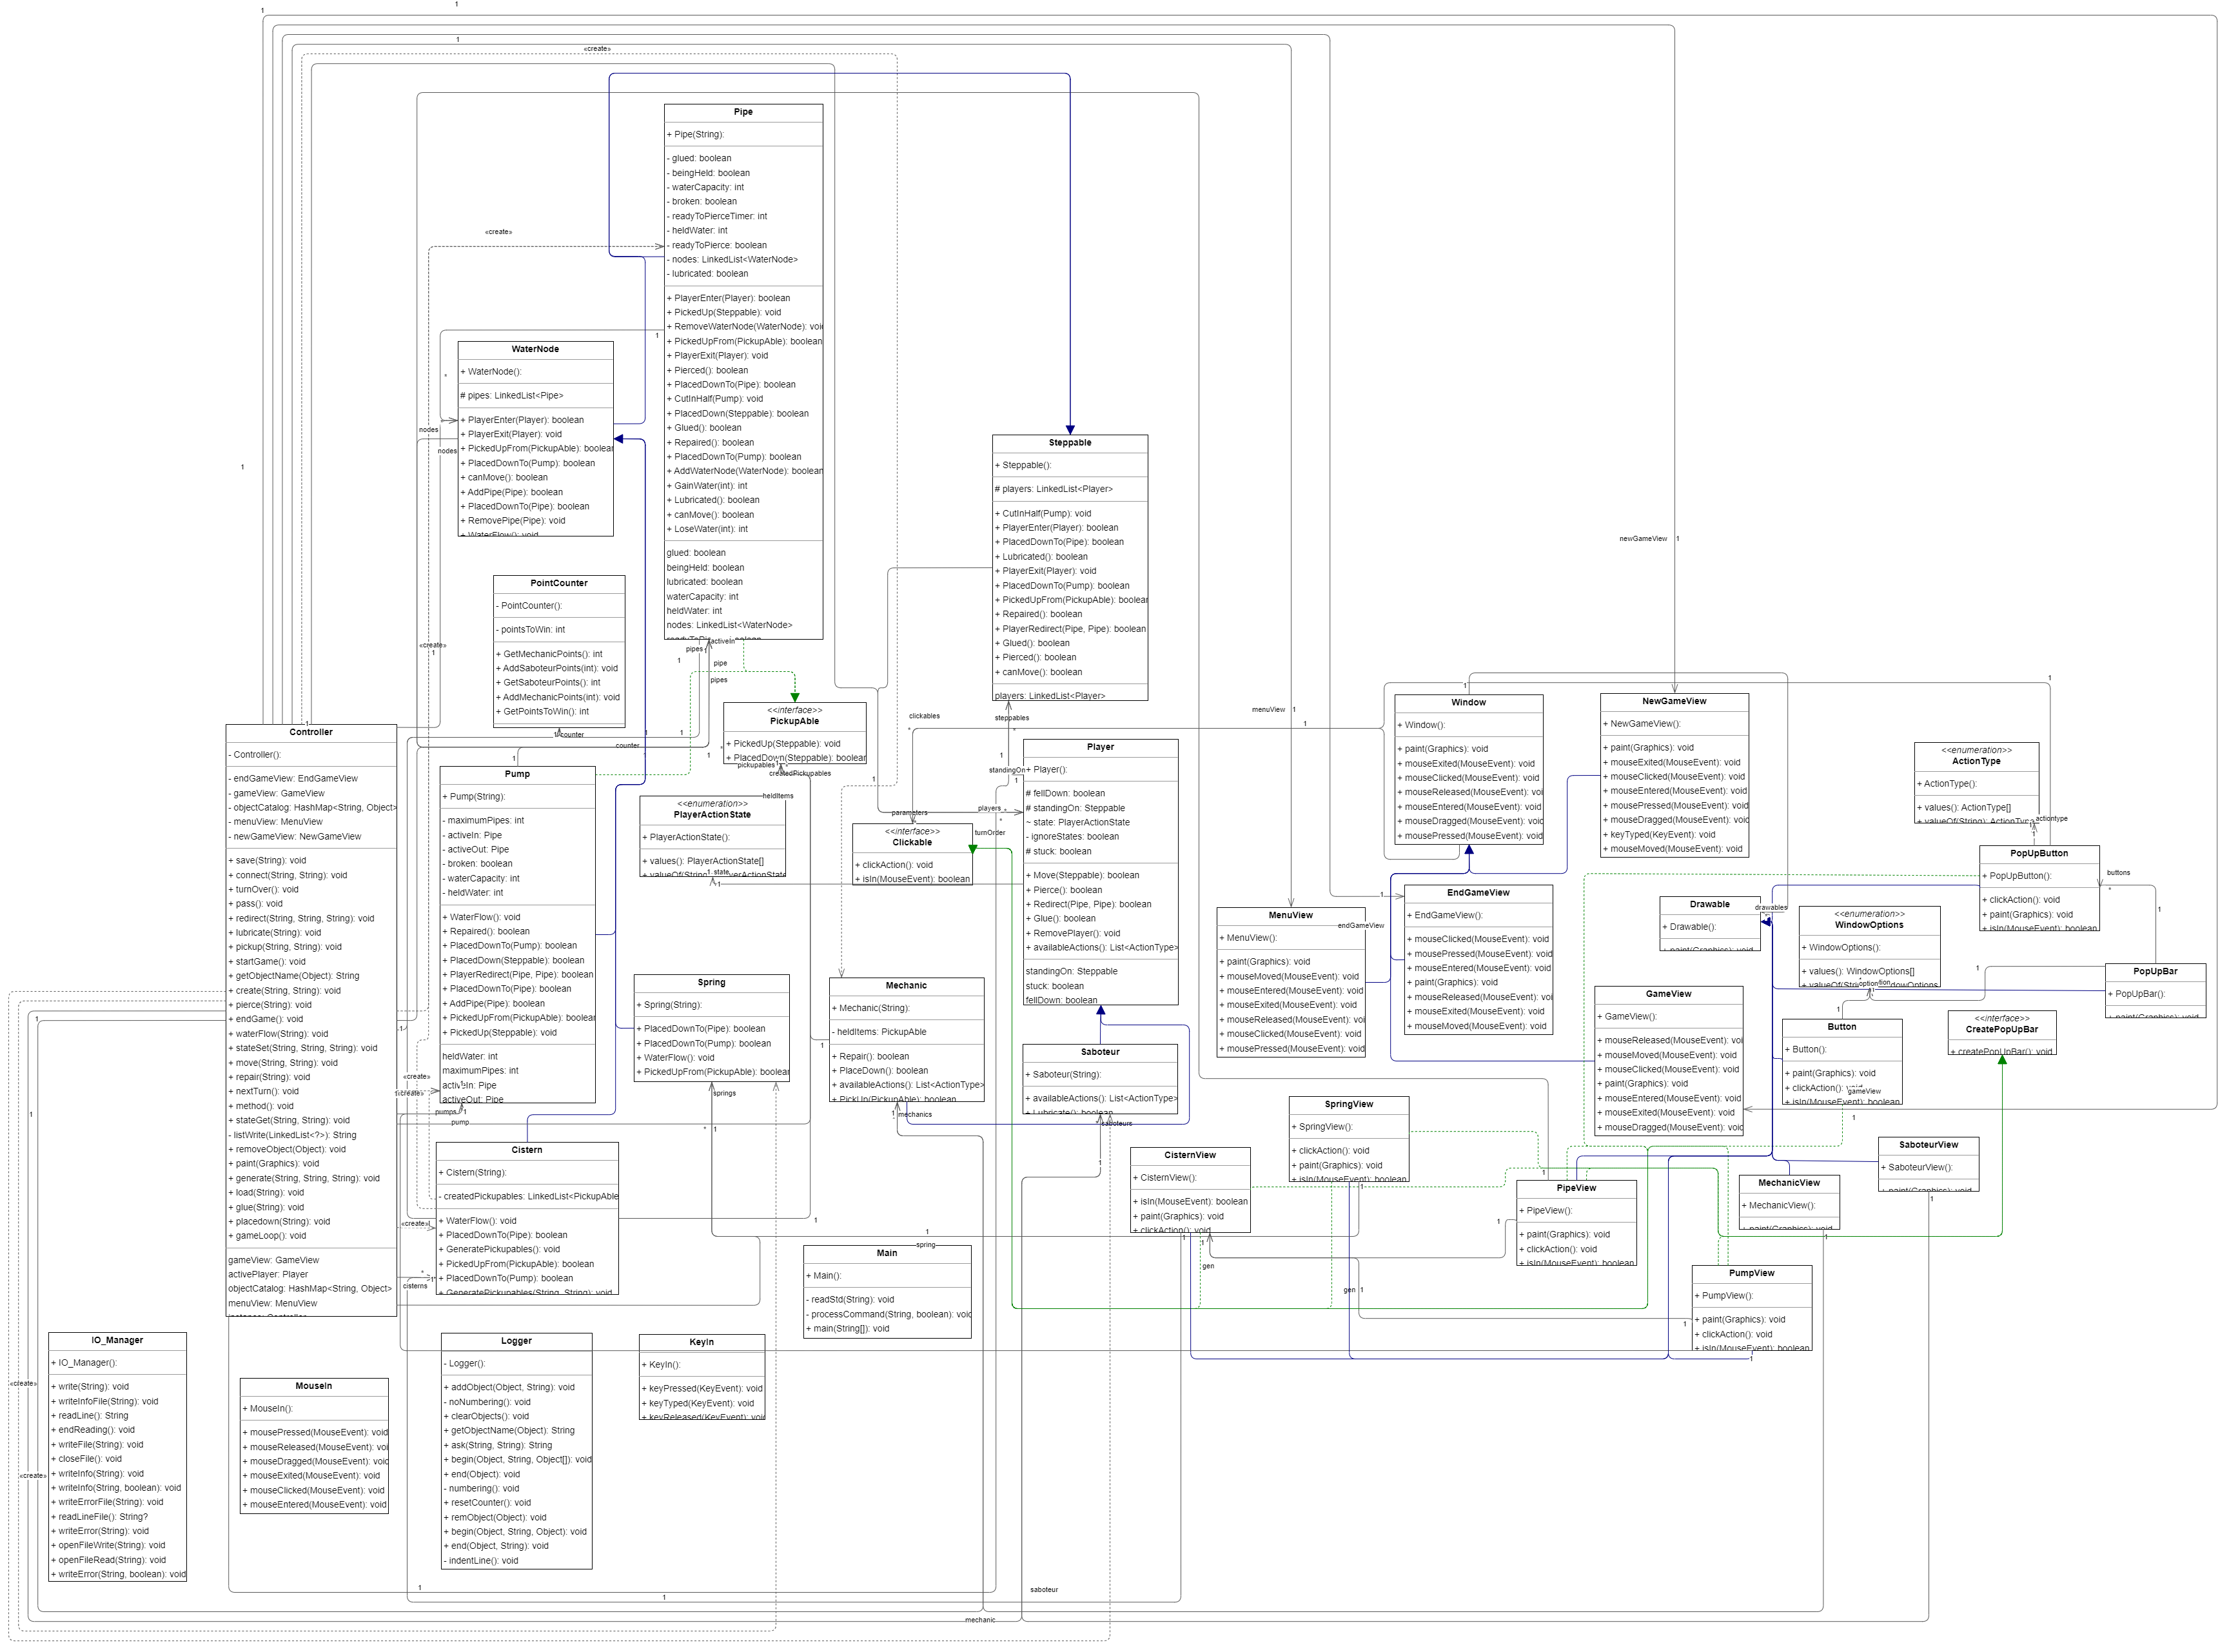 Pipe
+ Pipe(String):
- glued: boolean
- beingHeld: boolean
- waterCapacity: int
- broken: boolean
- readyToPierceTimer: int
- heldWater: int
- readyToPierce: boolean
- nodes: LinkedList<WaterNode>
- lubricated: boolean
+ PlayerEnter(Player): boolean
+ PickedUp(Steppable): void
+ RemoveWaterNode(WaterNode): voi
+ PickedUpFrom(PickupAble): boolean
+ PlayerExit(Player): void
+ Pierced(): boolean
+ PlacedDownTo(Pipe): boolean
+ CutInHalf(Pump): void
+ PlacedDown(Steppable): boolean
+ Glued(): boolean
+ Repaired(): boolean
+ PlacedDownTo(Pump): boolean
+ AddWaterNode(WaterNode): boolean
+ GainWater(int): int
+ Lubricated(): boolean
+ canMove(): boolean
+ LoseWater(int): int
glued: boolean
beingHeld: boolean
lubricated: boolean
waterCapacity: int
heldWater: int
nodes: LinkedList<WaterNode>
WaterNode
+ WaterNode():
# pipes: LinkedList<Pipe>
+ PlayerEnter(Player): boolean
+ PlayerExit(Player): void
+ PickedUpFrom(PickupAble): boolean
+ PlacedDownTo(Pump): boolean
+ canMove(): boolean
+ AddPipe(Pipe): boolean
+ PlacedDownTo(Pipe): boolean
+ RemovePipe(Pipe): void
+ WaterFlow(): void
PointCounter
- PointCounter():
- pointsToWin: int
+ GetMechanicPoints(): int
+ AddSaboteurPoints(int): void
+ GetSaboteurPoints(): int
+ AddMechanicPoints(int): void
+ GetPointsToWin(): int
Steppable
+ Steppable():
# players: LinkedList<Player>
+ CutInHalf(Pump): void
+ PlayerEnter(Player): boolean
+ PlacedDownTo(Pipe): boolean
+ Lubricated(): boolean
+ PlayerExit(Player): void
+ PlacedDownTo(Pump): boolean
+ PickedUpFrom(PickupAble): boolean
+ Repaired(): boolean
+ PlayerRedirect(Pipe, Pipe): boolean
+ Glued(): boolean
+ Pierced(): boolean
+ canMove(): boolean
players: LinkedList<Player>
<<interface>>
PickupAble
+ PickedUp(Steppable): void
+ PlacedDown(Steppable): boolean
Controller
- Controller():
- endGameView: EndGameView
- gameView: GameView
- objectCatalog: HashMap<String, Object>
- menuView: MenuView
- newGameView: NewGameView
+ save(String): void
+ connect(String, String): void
+ turnOver(): void
+ pass(): void
+ redirect(String, String, String): void
+ lubricate(String): void
+ pickup(String, String): void
+ startGame(): void
+ getObjectName(Object): String
+ create(String, String): void
+ pierce(String): void
+ endGame(): void
+ waterFlow(String): void
+ stateSet(String, String, String): void
+ move(String, String): void
+ repair(String): void
+ nextTurn(): void
+ method(): void
+ stateGet(String, String): void
- listWrite(LinkedList<?>): String
+ removeObject(Object): void
+ paint(Graphics): void
+ generate(String, String, String): void
+ load(String): void
+ glue(String): void
+ placedown(String): void
+ gameLoop(): void
gameView: GameView
activePlayer: Player
objectCatalog: HashMap<String, Object>
menuView: MenuView
Pump
+ Pump(String):
- maximumPipes: int
- activeIn: Pipe
- activeOut: Pipe
- broken: boolean
- waterCapacity: int
- heldWater: int
+ WaterFlow(): void
+ Repaired(): boolean
+ PlacedDownTo(Pump): boolean
+ PlacedDown(Steppable): boolean
+ PlayerRedirect(Pipe, Pipe): boolean
+ PlacedDownTo(Pipe): boolean
+ AddPipe(Pipe): boolean
+ PickedUpFrom(PickupAble): boolean
+ PickedUp(Steppable): void
heldWater: int
maximumPipes: int
activeIn: Pipe
activeOut: Pipe
<<enumeration>>
PlayerActionState
+ PlayerActionState():
+ values(): PlayerActionState[]
<<interface>>
Clickable
+ clickAction(): void
+ isIn(MouseEvent): boolean
Player
+ Player():
# fellDown: boolean
# standingOn: Steppable
~ state: PlayerActionState
- ignoreStates: boolean
# stuck: boolean
+ Move(Steppable): boolean
+ Pierce(): boolean
+ Redirect(Pipe, Pipe): boolean
+ Glue(): boolean
+ RemovePlayer(): void
+ availableActions(): List<ActionType>
standingOn: Steppable
stuck: boolean
fellDown: boolean
Spring
+ Spring(String):
+ PlacedDownTo(Pipe): boolean
+ PlacedDownTo(Pump): boolean
+ WaterFlow(): void
+ PickedUpFrom(PickupAble): boolean
Mechanic
+ Mechanic(String):
- heldItems: PickupAble
+ Repair(): boolean
+ PlaceDown(): boolean
+ availableActions(): List<ActionType>
+ PickUp(PickupAble): boolean
Saboteur
+ Saboteur(String):
+ availableActions(): List<ActionType>
+ Lubricate(): boolean
Cistern
+ Cistern(String):
- createdPickupables: LinkedList<PickupAble
+ WaterFlow(): void
+ PlacedDownTo(Pipe): boolean
+ GeneratePickupables(): void
+ PickedUpFrom(PickupAble): boolean
+ PlacedDownTo(Pump): boolean
+ GeneratePickupables(String, String): void
Main
+ Main():
- readStd(String): void
- processCommand(String, boolean): void
+ main(String[]): void
Window
+ Window():
+ paint(Graphics): void
+ mouseExited(MouseEvent): void
+ mouseClicked(MouseEvent): void
+ mouseReleased(MouseEvent): void
+ mouseEntered(MouseEvent): void
+ mouseDragged(MouseEvent): void
+ mousePressed(MouseEvent): void
NewGameView
+ NewGameView():
+ paint(Graphics): void
+ mouseExited(MouseEvent): void
+ mouseClicked(MouseEvent): void
+ mouseEntered(MouseEvent): void
+ mousePressed(MouseEvent): void
+ mouseDragged(MouseEvent): void
+ keyTyped(KeyEvent): void
+ mouseMoved(MouseEvent): void
MenuView
+ MenuView():
+ paint(Graphics): void
+ mouseMoved(MouseEvent): void
+ mouseEntered(MouseEvent): void
+ mouseExited(MouseEvent): void
+ mouseReleased(MouseEvent): voi
+ mouseClicked(MouseEvent): void
+ mousePressed(MouseEvent): void
EndGameView
+ EndGameView():
+ mouseClicked(MouseEvent): void
+ mousePressed(MouseEvent): void
+ mouseEntered(MouseEvent): void
+ paint(Graphics): void
+ mouseReleased(MouseEvent): void
+ mouseExited(MouseEvent): void
+ mouseMoved(MouseEvent): void
GameView
+ GameView():
+ mouseReleased(MouseEvent): voi
+ mouseMoved(MouseEvent): void
+ mouseClicked(MouseEvent): void
+ paint(Graphics): void
+ mouseEntered(MouseEvent): void
+ mouseExited(MouseEvent): void
+ mouseDragged(MouseEvent): void
<<enumeration>>
ActionType
+ ActionType():
+ values(): ActionType[]
+ valueOf(String): ActionType
PopUpButton
+ PopUpButton():
+ clickAction(): void
+ paint(Graphics): void
+ isIn(MouseEvent): boolean
Drawable
+ Drawable():
+ paint(Graphics): void
<<enumeration>>
WindowOptions
+ WindowOptions():
+ values(): WindowOptions[]
PopUpBar
+ PopUpBar():
+ paint(Graphics): void
Button
+ Button():
+ paint(Graphics): void
+ clickAction(): void
+ isIn(MouseEvent): boolean
<<interface>>
CreatePopUpBar
+ createPopUpBar(): void
SpringView
+ SpringView():
+ clickAction(): void
+ paint(Graphics): void
+ isIn(MouseEvent): boolean
CisternView
+ CisternView():
+ isIn(MouseEvent): boolean
+ paint(Graphics): void
+ clickAction(): void
PipeView
+ PipeView():
+ paint(Graphics): void
+ clickAction(): void
+ isIn(MouseEvent): boolean
SaboteurView
+ SaboteurView():
+ paint(Graphics): void
MechanicView
+ MechanicView():
+ paint(Graphics): void
PumpView
+ PumpView():
+ paint(Graphics): void
+ clickAction(): void
+ isIn(MouseEvent): boolean
IO_Manager
+ IO_Manager():
+ write(String): void
+ writeInfoFile(String): void
+ readLine(): String
+ endReading(): void
+ writeFile(String): void
+ closeFile(): void
+ writeInfo(String): void
+ writeInfo(String, boolean): void
+ writeErrorFile(String): void
+ readLineFile(): String?
+ writeError(String): void
+ openFileWrite(String): void
+ openFileRead(String): void
+ writeError(String, boolean): void
MouseIn
+ MouseIn():
+ mousePressed(MouseEvent): void
+ mouseReleased(MouseEvent): voi
+ mouseDragged(MouseEvent): void
+ mouseExited(MouseEvent): void
+ mouseClicked(MouseEvent): void
+ mouseEntered(MouseEvent): void
Logger
- Logger():
+ addObject(Object, String): void
- noNumbering(): void
+ clearObjects(): void
+ getObjectName(Object): String
+ ask(String, String): String
+ begin(Object, String, Object[]): void
+ end(Object): void
- numbering(): void
+ resetCounter(): void
+ remObject(Object): void
+ begin(Object, String, Object): void
+ end(Object, String): void
- indentLine(): void
KeyIn
+ KeyIn():
+ keyPressed(KeyEvent): void
+ keyTyped(KeyEvent): void
+ keyReleased(KeyEvent): void
«create»
«create»
«create»
«create»
«create»
«create»
«create»
«create»
nodes
nodes
pipes
pipe
pipes
activeIn
counter
counter
pickupables
createdPickupables
heldItems
state
parameters
turnOrder
players
standingOn
steppables
clickables
menuView
newGameView
endGameView
drawables
actiontype
buttons
option
gameView
pumps
pump
springs
spring
mechanics
saboteurs
cisterns
gen
gen
saboteur
mechanic